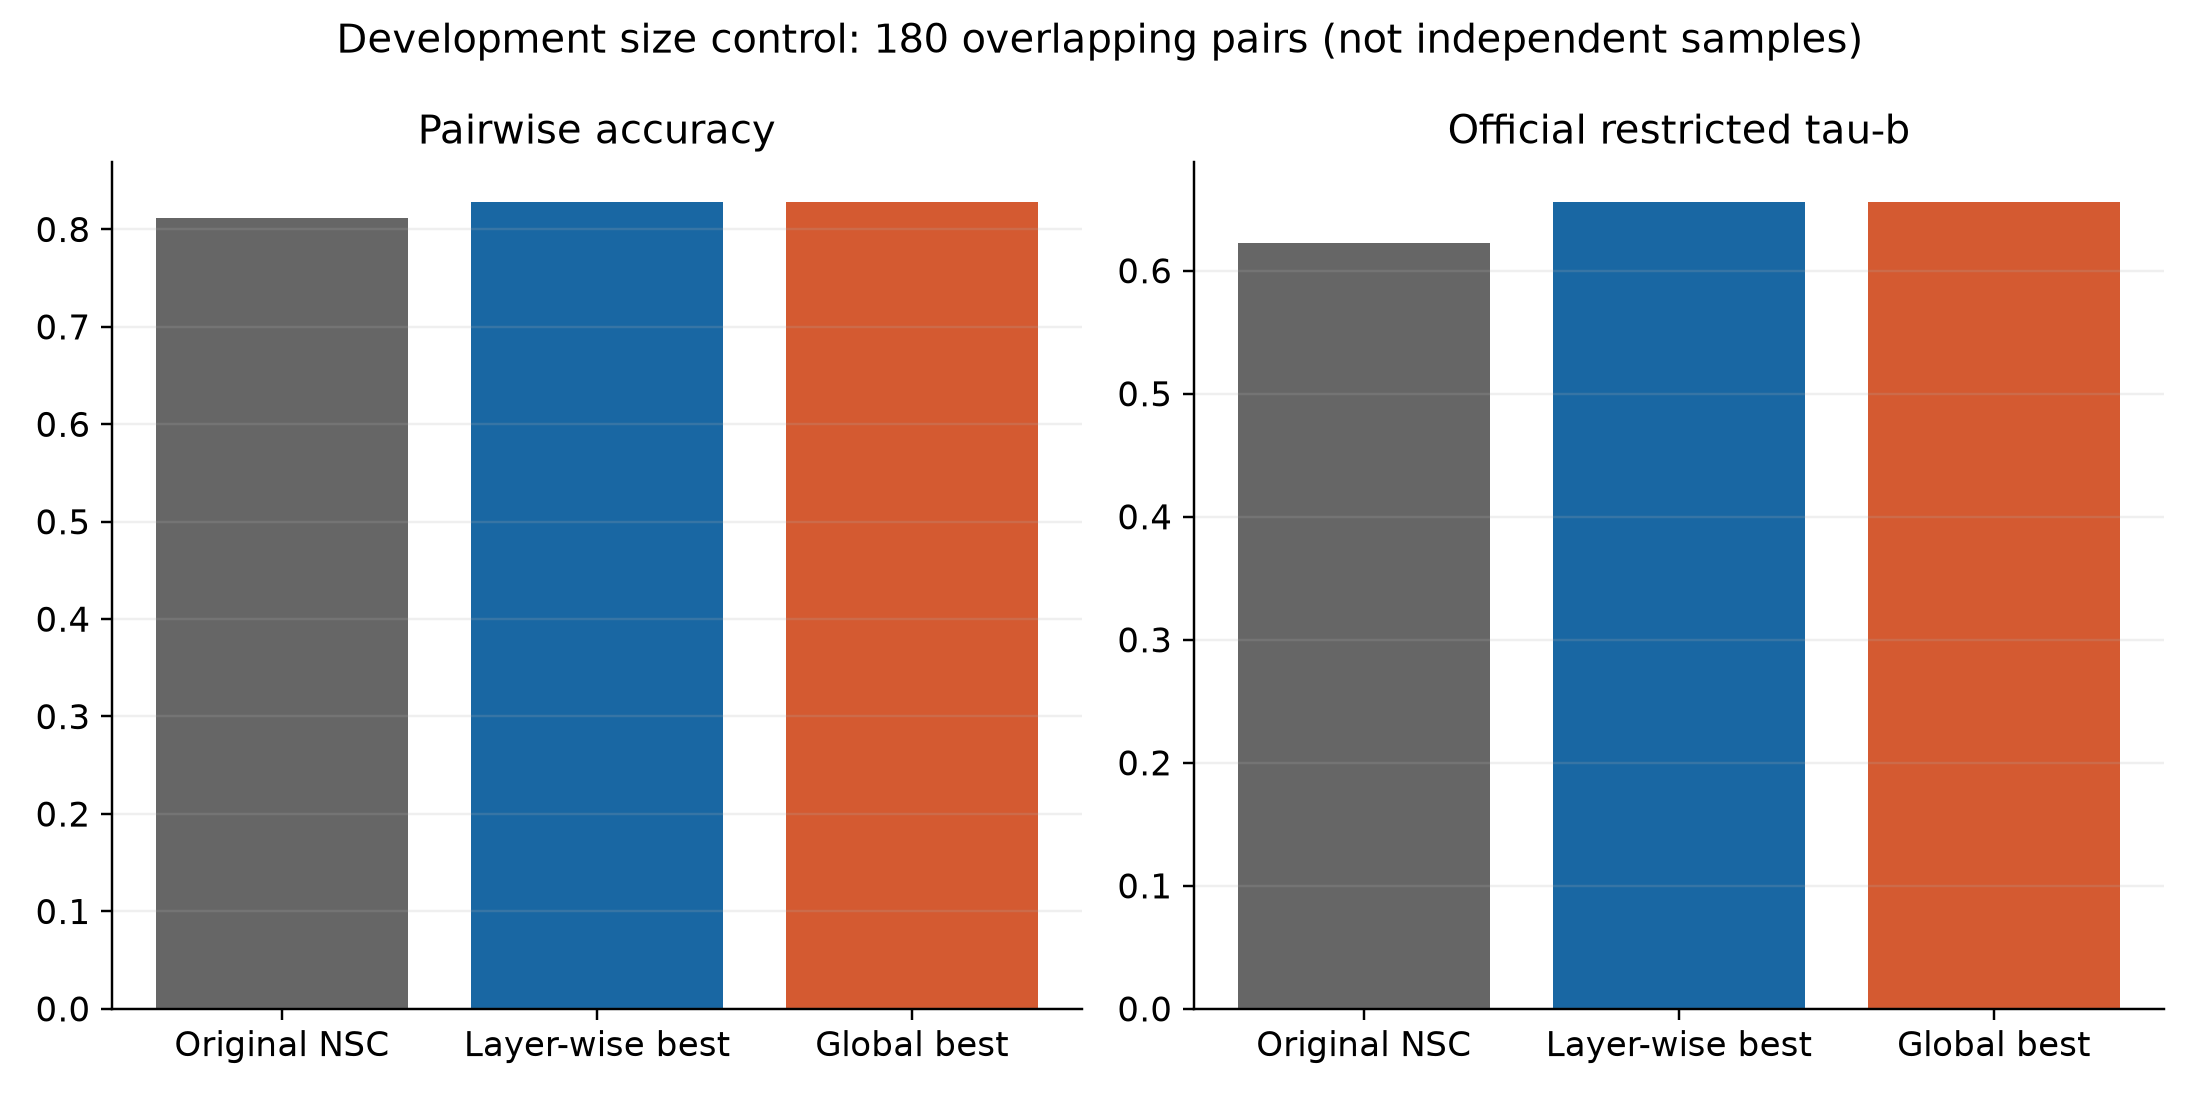 Development size control: 180 overlapping pairs (not independent samples)
Pairwise accuracy
0.8
0.7
0.6
0.5
0.4
0.3
0.2
0.1
0.0
Original NSC
Layer-wise best
Global best
Official restricted tau-b
0.6
0.5
0.4
0.3
0.2
0.1
0.0
Original NSC
Layer-wise best
Global best